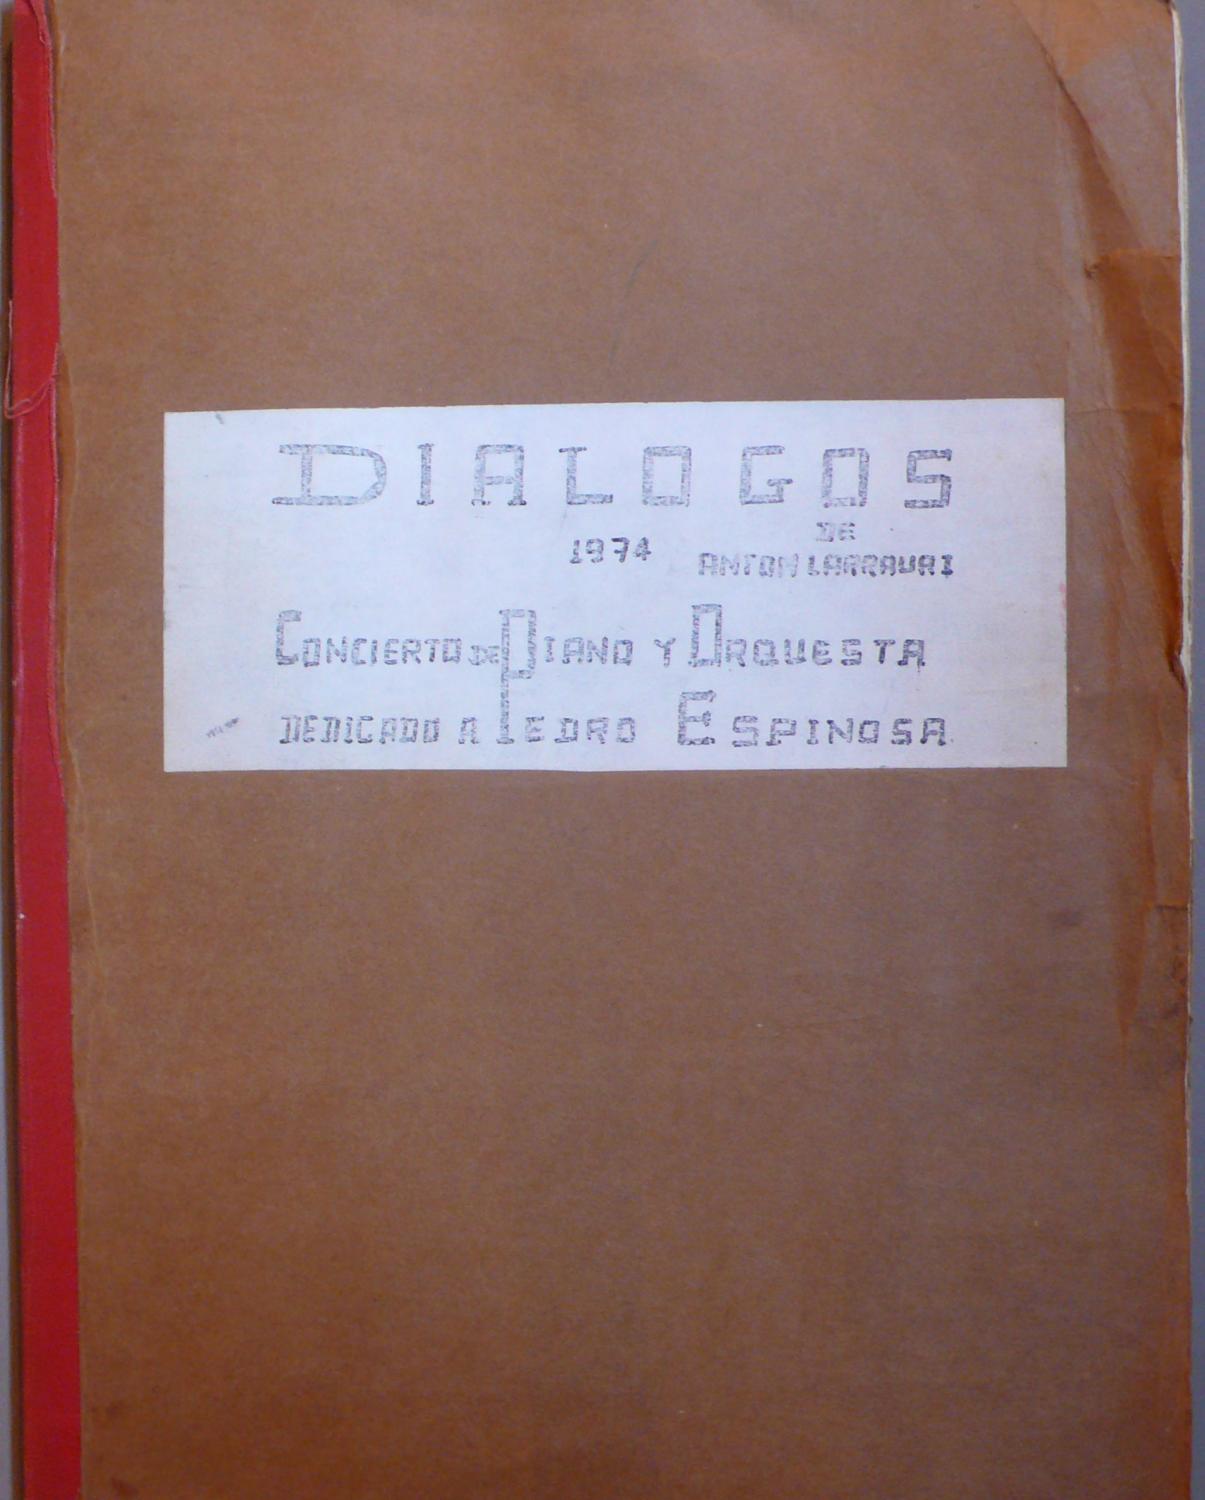 DIALOGOS
DE
1974 ANTON LARRAURI
CONCIERTO DE PIANO Y ORQUESTA
DEDICADO A PEDRO ESPINOSA